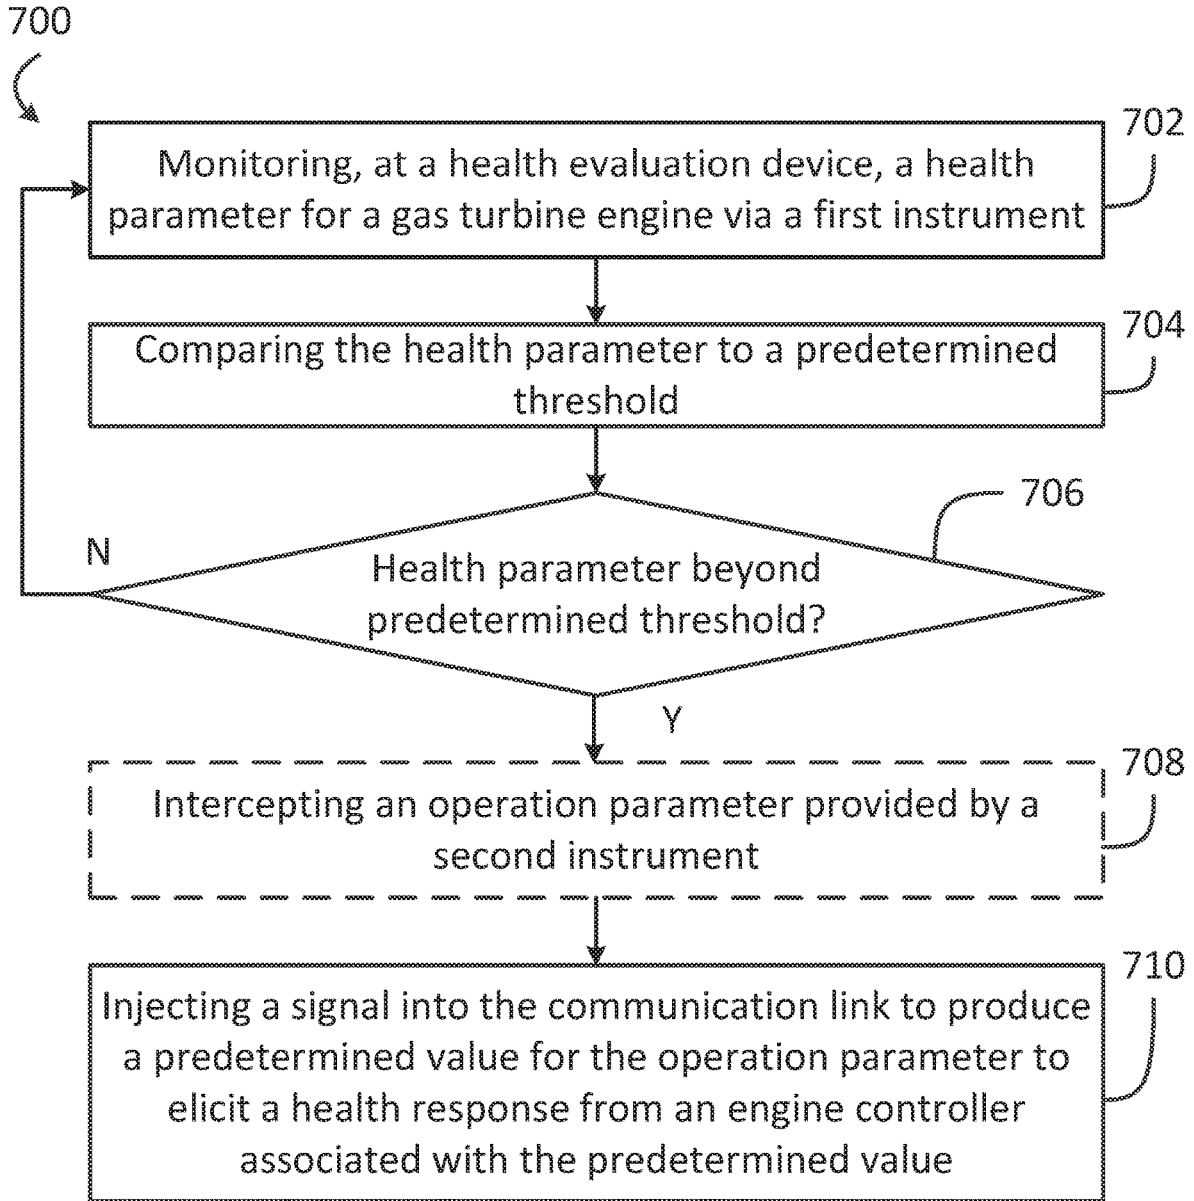 700
702
Monitoring, at a health evaluation device, a health
parameter for a gas turbine engine via a first instrument
704
Comparing the health parameter to a predetermined
threshold
706
N
Health parameter beyond
predetermined threshold?
Y
708
Intercepting an operation parameter provided by a
second instrument
710
Injecting a signal into the communication link to produce
a predetermined value for the operation parameter to
elicit a health response from an engine controller
associated with the predetermined value